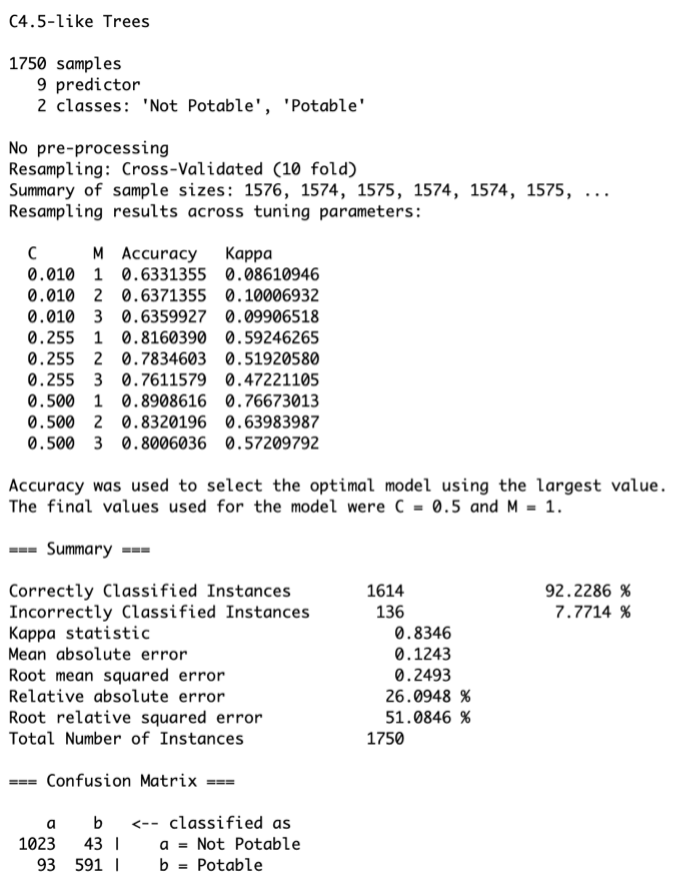 C4.5-like Trees
1750 samples
9 predictor
2 classes: 'Not Potable', 'Potable'
No pre-processing
Resampling: Cross-Validated (10 fold)
Summary of sample sizes: 1576, 1574, 1575, 1574, 1574, 1575, ...
Resampling results across tuning parameters:
C M Accuracy Kappa
0.010 1 0.6331355 0.08610946
0.010 2 0.6371355 0.10006932
0.010 3 0.6359927 0.09906518
0.255 1 0.8160390 0.59246265
0.255 2 0.7834603 0.51920580
0.255 3 0.7611579 0.47221105
0.500 1 0.8908616 0.76673013
0.500 2 0.8320196 0.63983987
0.500 3 0.8006036 0.57209792
Accuracy was used to select the optimal model using the largest value.
The final values used for the model were C = 0.5 and M = 1.
=== Summary ===
Correctly Classified Instances 1614 92.2286 %
Incorrectly Classified Instances 136 7.7714 %
Kappa statistic 0.8346
Mean absolute error 0.1243
Root mean squared error 0.2493
Relative absolute error 26.0948 %
Root relative squared error 51.0846 %
Total Number of Instances 1750
=== Confusion Matrix ===
a b <-- classified as
1023 43 | a = Not Potable
93 591 | b = Potable